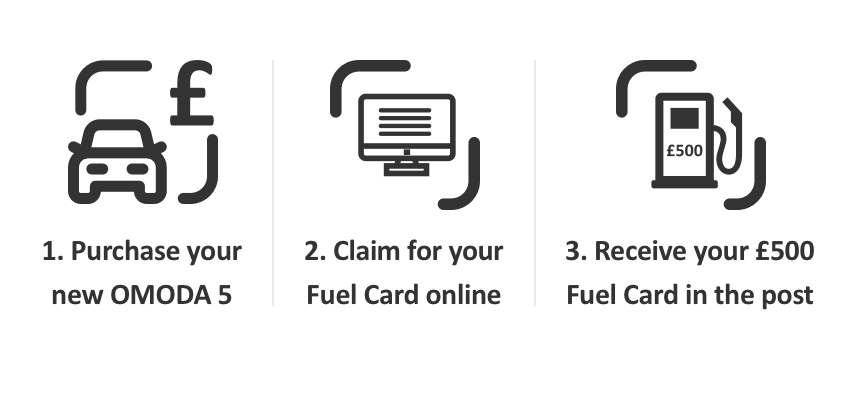 £
£500
1. Purchase your
new OMODA 5
2. Claim for your
Fuel Card online
3. Receive your £500
Fuel Card in the post